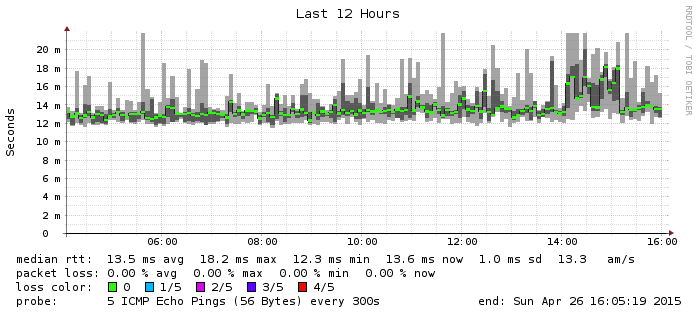 Last 12 Hours
RRDTOOL / TOBI OETIKER
Seconds
20 m
18 m
16 m
14 m
12 m
10 m
8 m
6 m
4 m
2 m
0
06:00 08:00 10:00 12:00 14:00 16:00
median rtt: 13.5 ms avg 18.2 ms max 12.3 ms min 13.6 ms now 1.0 ms sd 13.3 am/s
packet loss: 0.00 % avg 0.00 % max 0.00 % min 0.00 % now
loss color: 0 1/5 2/5 3/5 4/5
probe: 5 ICMP Echo Pings (56 Bytes) every 300s end: Sun Apr 26 16:05:19 2015